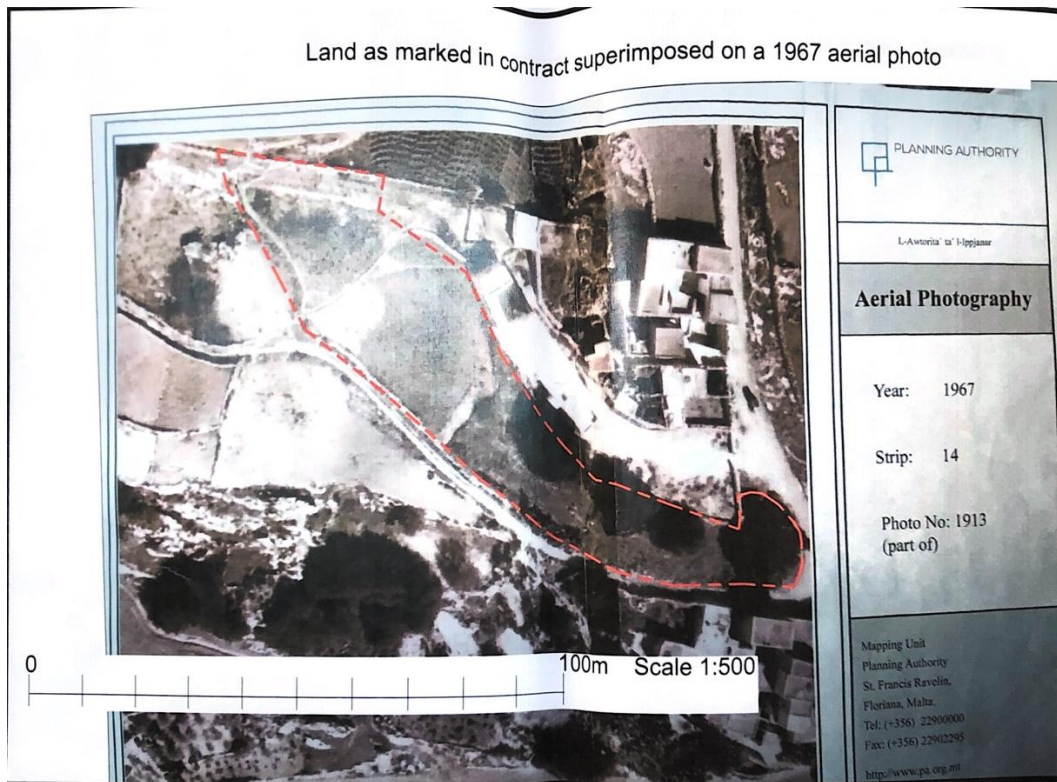 Land as marked in contract superimposed on a 1967 aerial photo
PLANNING AUTHORITY
L-Awtorita' ta' l-Ippjanar
Aerial Photography
Year: 1967
Strip: 14
Photo No: 1913
(part of)
0 100m Scale 1:500
Mapping Unit
Planning Authority
St. Francis Ravelin,
Floriana, Malta.
Tel: (+356) 22900000
Fax: (+356) 22902295
http://www.pa.org.mt